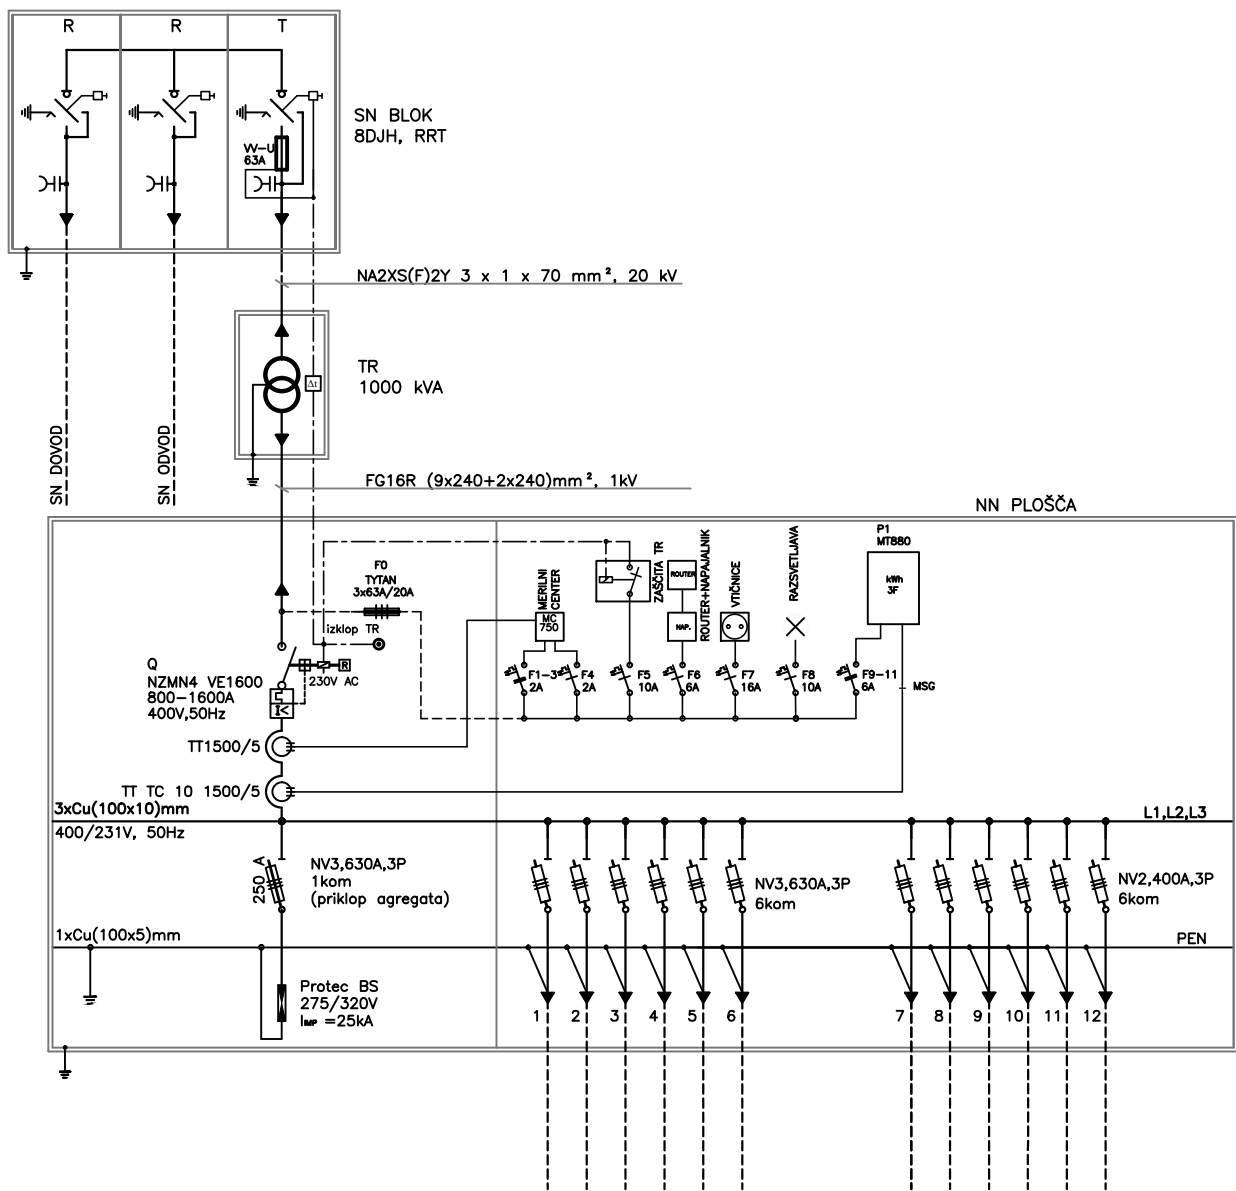 R
R
T
SN BLOK
8DJH, RRT
VV-U
63A
NA2XS(F)2Y 3 x 1 x 70 mm², 20 kV
TR
1000 kVA
Δt
SN DOVOD
SN ODVOD
FG16R (9x240+2x240)mm², 1kV
NN PLOŠČA
F0
TYTAN
3x63A/20A
izklop TR
Q
NZMN4 VE1600
800-1600A
400V,50Hz
230V AC
R
I<
MERILNI
CENTER
MC
750
ZAŠČITA TR
ROUTER
NAP.
ROUTER+NAPAJALNIK
VTIČNICE
RAZSVETLJAVA
P1
MT880
kWh
3F
F1-3
2A
F4
2A
F5
10A
F6
6A
F7
16A
F8
10A
F9-11
6A
MSG
TT1500/5
TT TC 10 1500/5
3xCu(100x10)mm
400/231V, 50Hz
L1,L2,L3
250 A
NV3,630A,3P
1kom
(priklop agregata)
NV3,630A,3P
6kom
NV2,400A,3P
6kom
1xCu(100x5)mm
PEN
Protec BS
275/320V
IIMP =25kA
1 2 3 4 5 6 7 8 9 10 11 12